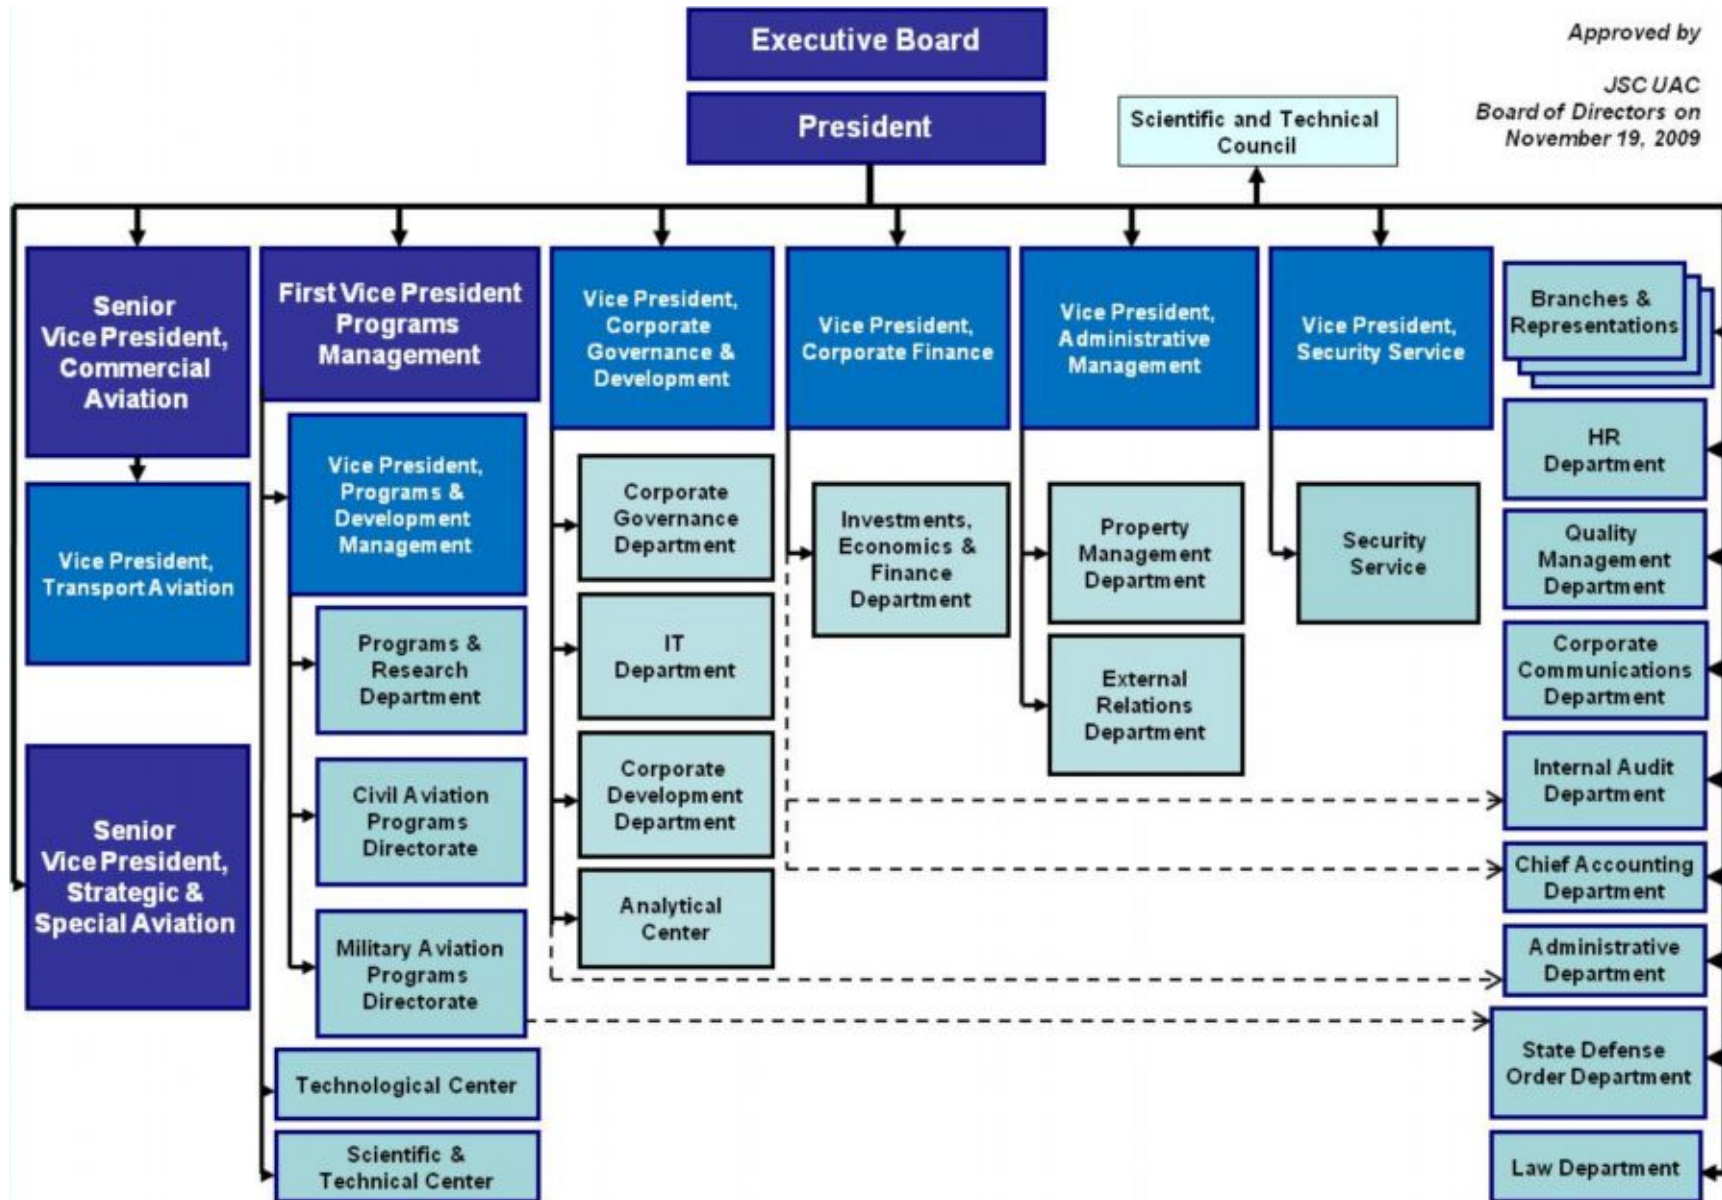 Executive Board
President
Approved by
JSC UAC
Board of Directors on
November 19, 2009
Scientific and Technical
Council
Senior
Vice President,
Commercial
Aviation
Vice President,
Transport Aviation
Senior
Vice President,
Strategic &
Special Aviation
First Vice President
Programs
Management
Vice President,
Programs &
Development
Management
Programs &
Research
Department
Civil Aviation
Programs
Directorate
Military Aviation
Programs
Directorate
Technological Center
Scientific &
Technical Center
Vice President,
Corporate
Governance &
Development
Corporate
Governance
Department
IT
Department
Corporate
Development
Department
Analytical
Center
Vice President,
Corporate Finance
Investments,
Economics &
Finance
Department
Vice President,
Administrative
Management
Property
Management
Department
External
Relations
Department
Vice President,
Security Service
Security
Service
Branches &
Representations
HR
Department
Quality
Management
Department
Corporate
Communications
Department
Internal Audit
Department
Chief Accounting
Department
Administrative
Department
State Defense
Order Department
Law Department